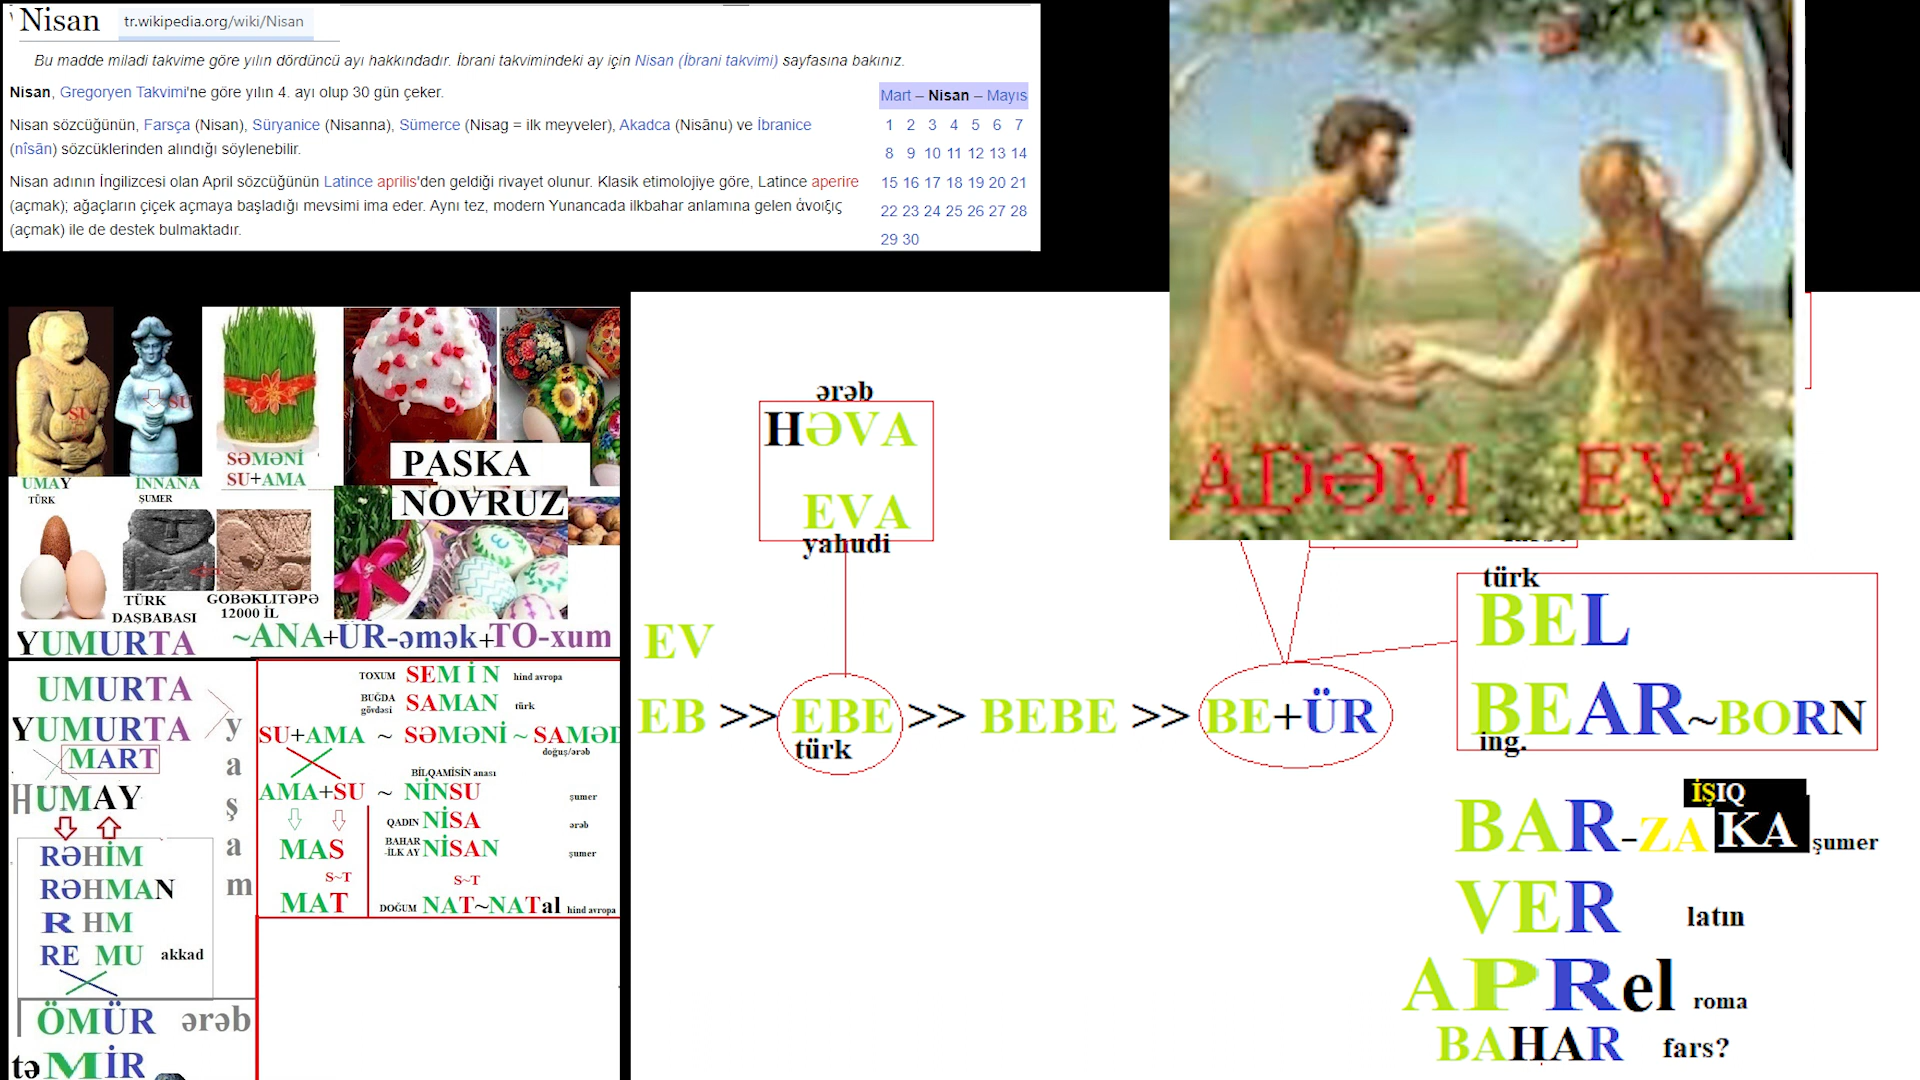 Nisan tr.wikipedia.org/wiki/Nisan
Bu madde miladi takvime göre yılın dördüncü ayı hakkındadır. İbrani takvimindeki ay için Nisan (İbrani takvimi) sayfasına bakınız.
Nisan, Gregoryen Takvimi'ne göre yılın 4. ayı olup 30 gün çeker.
Nisan sözcüğünün, Farsça (Nisan), Süryanice (Nisanna), Sümerce (Nisag = ilk meyveler), Akadca (Nisānu) ve İbranice
(nîsān) sözcüklerinden alındığı söylenebilir.
Nisan adının İngilizcesi olan April sözcüğünün Latince aprilis'den geldiği rivayet olunur. Klasik etimolojiye göre, Latince aperire
(açmak); ağaçların çiçek açmaya başladığı mevsimi ima eder. Aynı tez, modern Yunancada ilkbahar anlamına gelen ἀνοιξις
(açmak) ile de destek bulmaktadır.
Mart – Nisan – Mayıs
1 2 3 4 5 6 7
8 9 10 11 12 13 14
15 16 17 18 19 20 21
22 23 24 25 26 27 28
29 30
ADƏM EVA
SU
SU
UMAY
TÜRK
INNANA
ŞUMER
SƏMƏNİ
SU+AMA
PASKA
NOVRUZ
TÜRK
DAŞBABASI
GOBƏKLITƏPƏ
12000 İL
YUMURTA ~ANA+ÜR-əmək+TO-xum
UMURTA
YUMURTA
MART
HUMAY
yaşam
RƏHİM
RƏHMAN
R HM
RE MU akkad
ÖMÜR ərəb
təMİR
TOXUM SEMİN hind avropa
BUĞDA
gövdəsi SAMAN türk
SU+AMA ~ SƏMƏNİ ~ SAMƏD
doğuş/ərəb
BİLQAMISİN anası
AMA+SU ~ NİNSU şumer
QADIN NİSA ərəb
MAS
BAHAR
-İLK AY NİSAN şumer
S~T
S~T
MAT
DOĞUM NAT~NATal hind avropa
ərəb
HƏVA
EVA
yahudi
EV
EB >> EBE >> BEBE >> BE+ÜR
türk
türk
BEL
BEAR~BORN
ing.
İŞIQ
BAR-ZA KA şumer
VER latın
APRel roma
BAHAR fars?